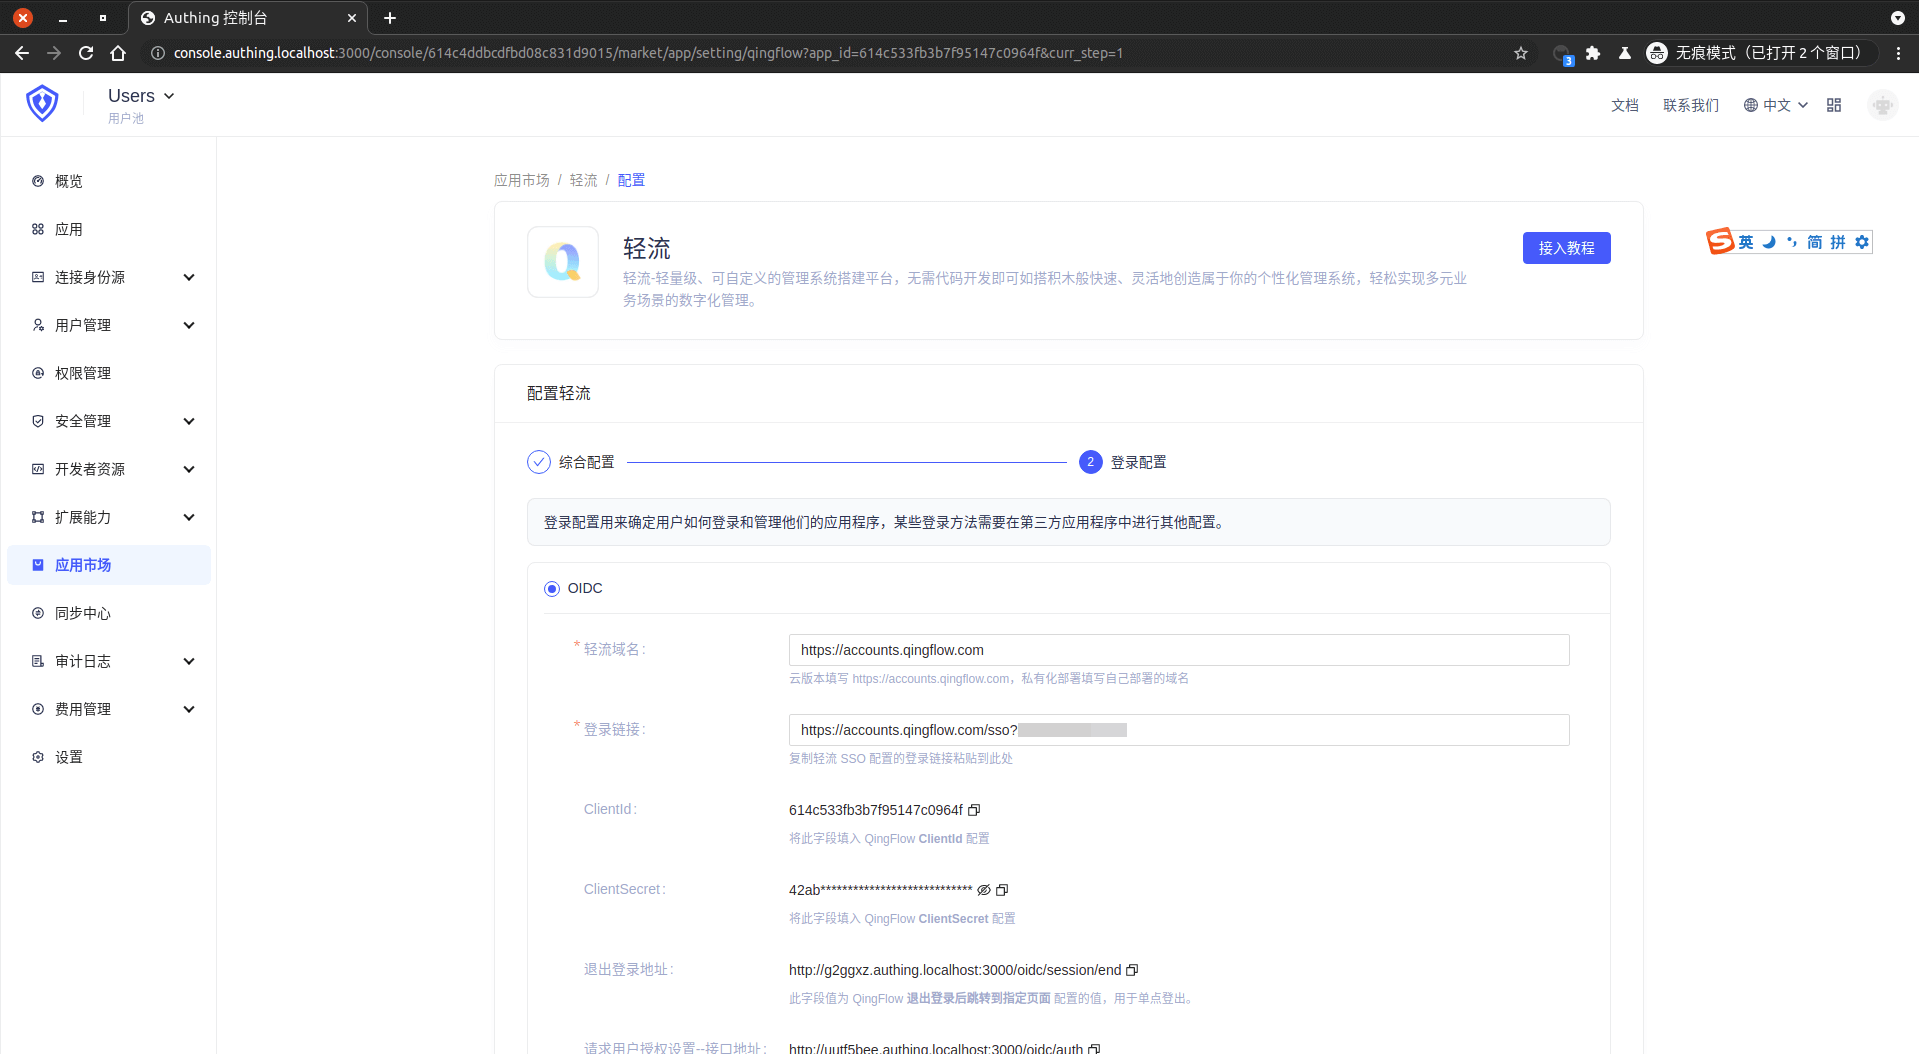 Authing 控制台
console.authing.localhost:3000/console/614c4ddbcdfbd08c831d9015/market/app/setting/qingflow?app_id=614c533fb3b7f95147c0964f&curr_step=1
3
无痕模式（已打开 2 个窗口）
Users
用户池
文档
联系我们
中文
概览
应用
连接身份源
用户管理
权限管理
安全管理
开发者资源
扩展能力
应用市场
同步中心
审计日志
费用管理
设置
应用市场 / 轻流 / 配置
轻流
接入教程
轻流-轻量级、可自定义的管理系统搭建平台，无需代码开发即可如搭积木般快速、灵活地创造属于你的个性化管理系统，轻松实现多元业
务场景的数字化管理。
S 英 简 拼
配置轻流
综合配置
2 登录配置
登录配置用来确定用户如何登录和管理他们的应用程序，某些登录方法需要在第三方应用程序中进行其他配置。
OIDC
* 轻流域名：
https://accounts.qingflow.com
云版本填写 https://accounts.qingflow.com，私有化部署填写自己部署的域名
* 登录链接：
https://accounts.qingflow.com/sso?
复制轻流 SSO 配置的登录链接粘贴到此处
ClientId：
614c533fb3b7f95147c0964f
将此字段填入 QingFlow ClientId 配置
ClientSecret：
42ab****************************
将此字段填入 QingFlow ClientSecret 配置
退出登录地址：
http://g2ggxz.authing.localhost:3000/oidc/session/end
此字段值为 QingFlow 退出登录后跳转到指定页面 配置的值，用于单点登出。
请求用户授权设置--接口地址：
http://uutf5bee.authing.localhost:3000/oidc/auth